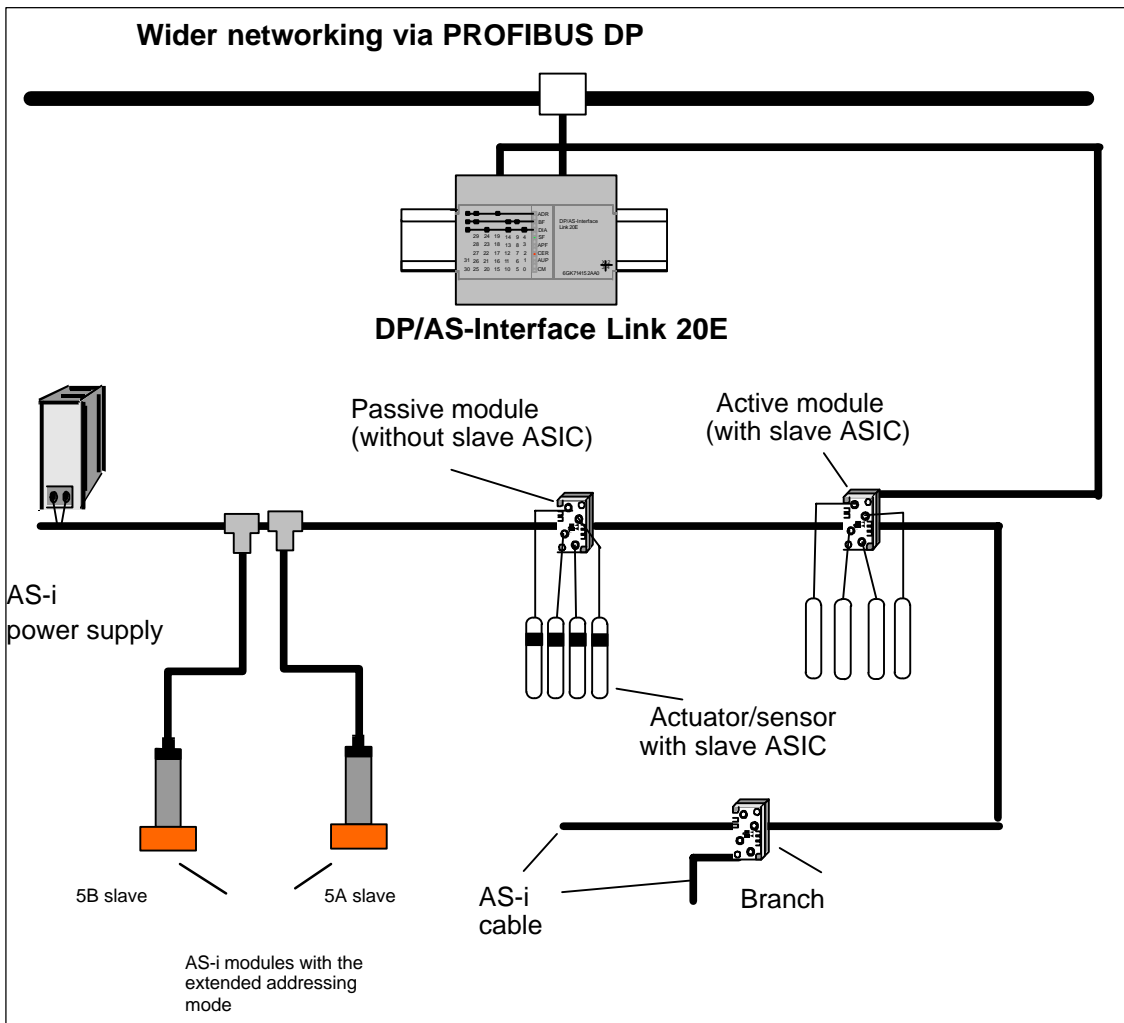 Wider networking via PROFIBUS DP
ADR
BF
DIA
29 24 19 14 9 4 SF
28 23 18 13 8 3 APF
27 22 17 12 7 2 CER
31 26 21 16 11 6 1 AUP
30 25 20 15 10 5 0 CM
DP/AS-Interface
Link 20E
6GK71415 2AA0
DP/AS-Interface Link 20E
Passive module
(without slave ASIC)
Active module
(with slave ASIC)
AS-i
power supply
Actuator/sensor
with slave ASIC
5B slave
5A slave
AS-i
cable
Branch
AS-i modules with the
extended addressing
mode